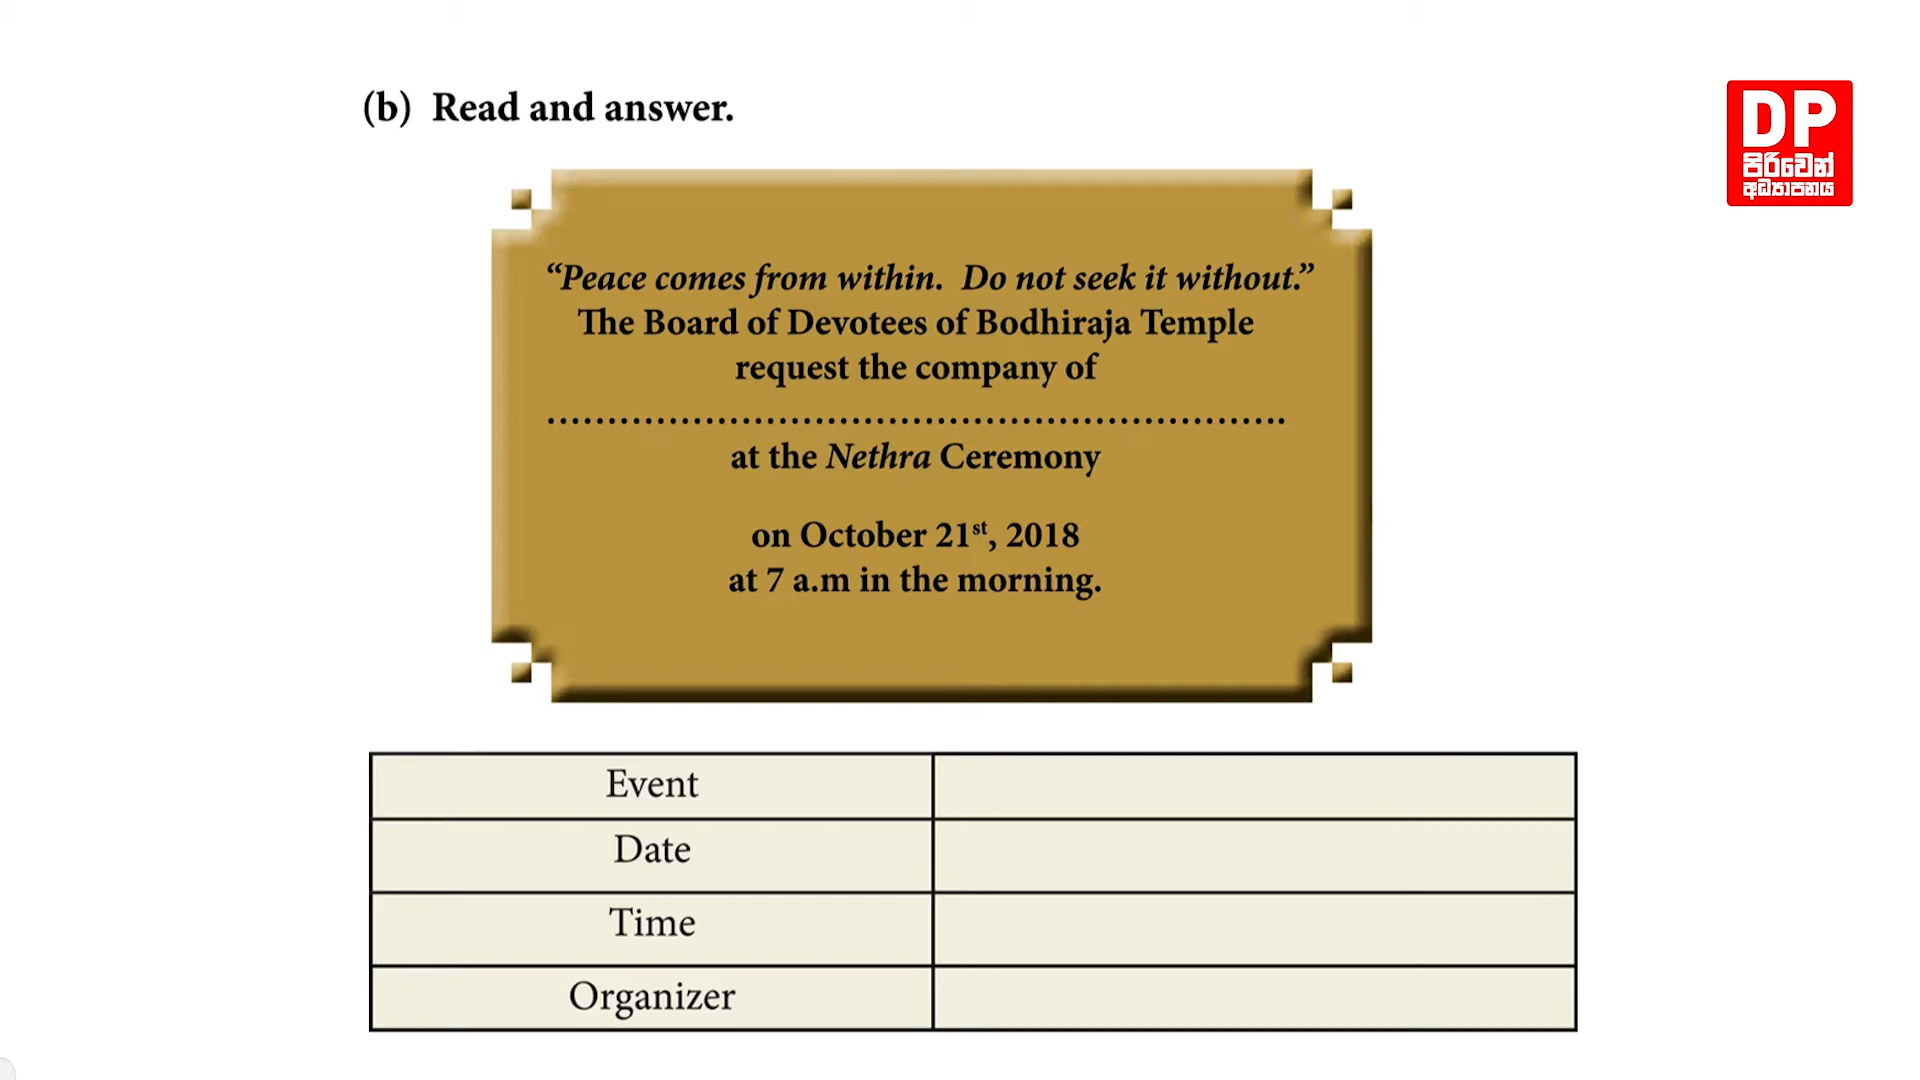 (b) Read and answer.
DP
පිරිවෙන්
අධ්‍යාපනය
“Peace comes from within. Do not seek it without.”
The Board of Devotees of Bodhiraja Temple
request the company of
.............................................................
at the Nethra Ceremony
on October 21st, 2018
at 7 a.m in the morning.
Event
Date
Time
Organizer